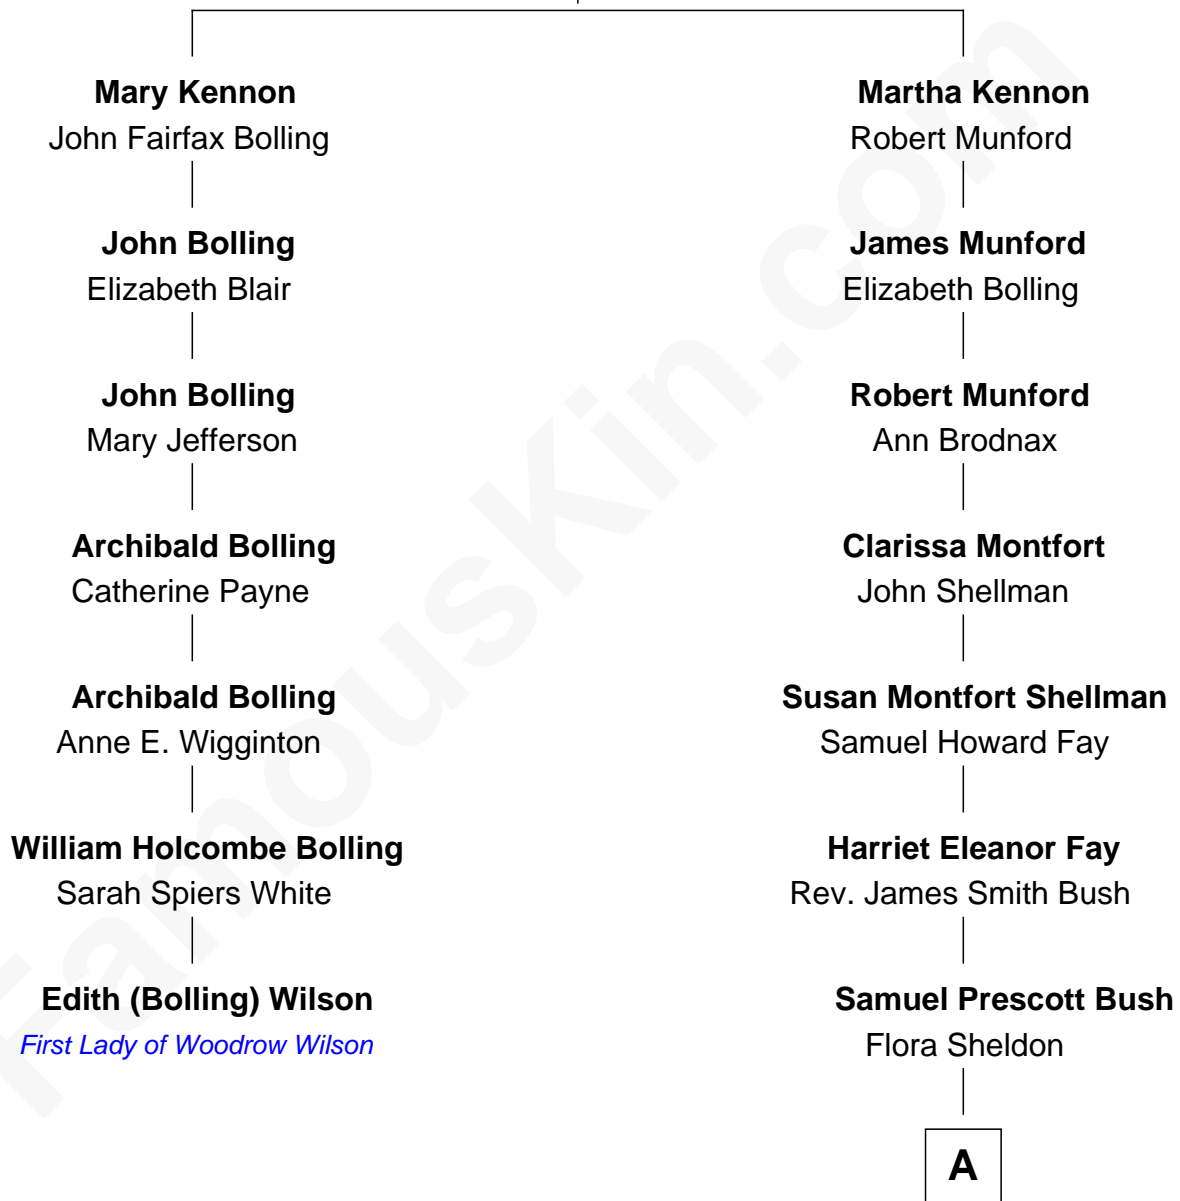 Mary Kennon
John Fairfax Bolling
Martha Kennon
Robert Munford
John Bolling
Elizabeth Blair
James Munford
Elizabeth Bolling
John Bolling
Mary Jefferson
Robert Munford
Ann Brodnax
Archibald Bolling
Catherine Payne
Clarissa Montfort
John Shellman
Archibald Bolling
Anne E. Wigginton
Susan Montfort Shellman
Samuel Howard Fay
William Holcombe Bolling
Sarah Spiers White
Harriet Eleanor Fay
Rev. James Smith Bush
Edith (Bolling) Wilson
First Lady of Woodrow Wilson
Samuel Prescott Bush
Flora Sheldon
A
FamousKin.com